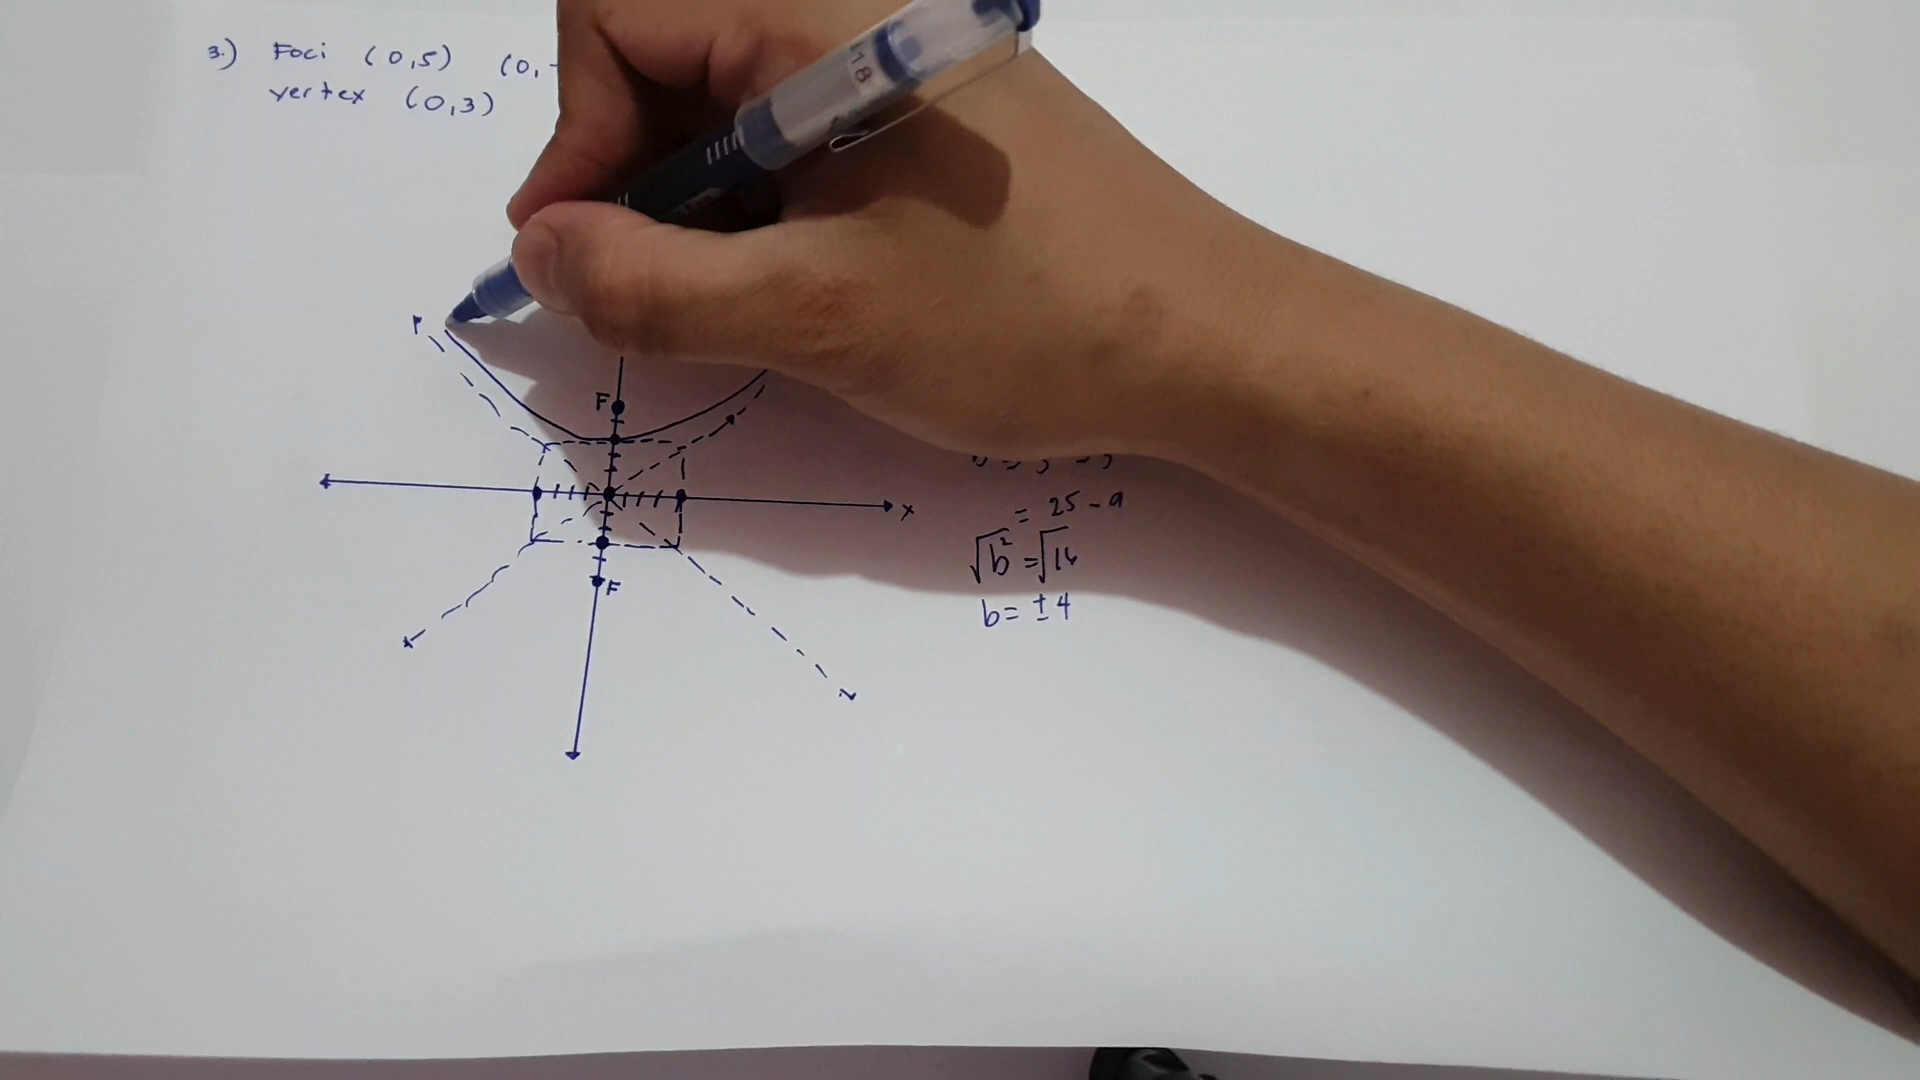 3.) Foci (0,5) (0,-
vertex (0,3)
F
x
F
= 25 - 9
√b² = √16
b = ± 4